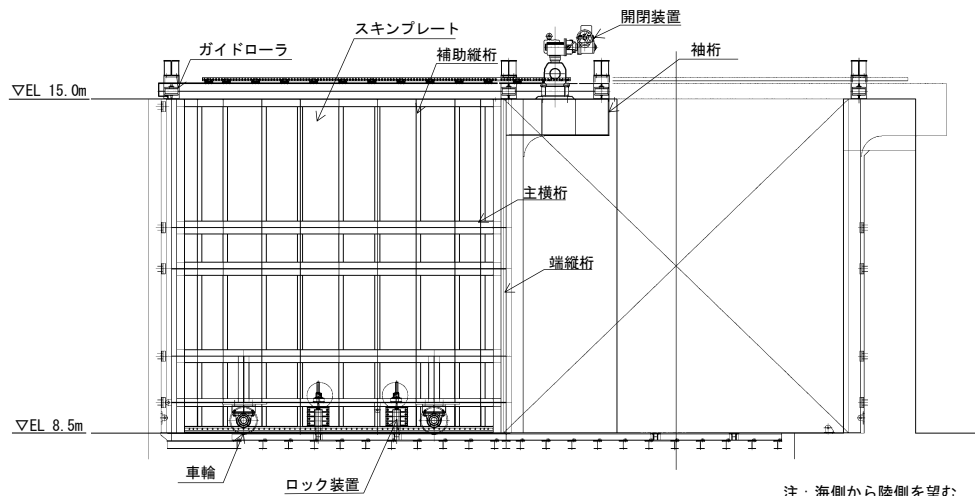 開閉装置
スキンプレート
ガイドローラ
補助縦桁
袖桁
▽EL 15.0m
主横桁
端縦桁
▽EL 8.5m
車輪
ロック装置
注：海側から陸側を望む